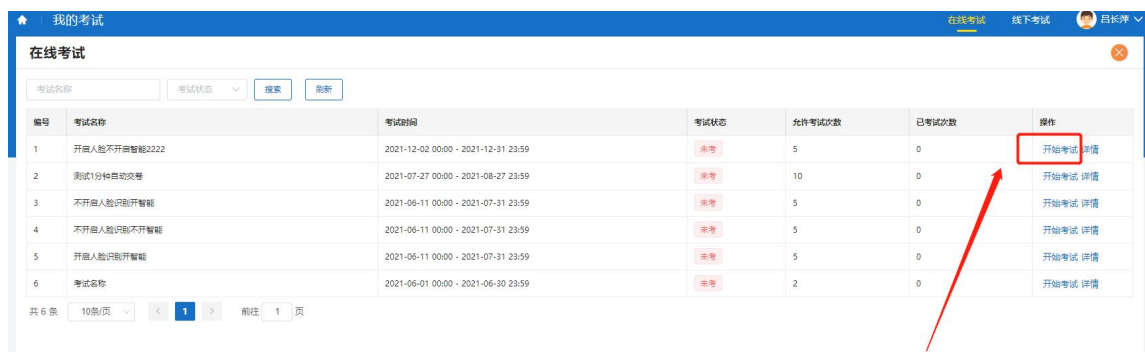 我的考试 在线考试 线下考试 吕长萍
在线考试
考试名称 考试状态 搜索 刷新
编号 考试名称 考试时间 考试状态 允许考试次数 已考试次数 操作
1 开启人脸不开启智能2222 2021-12-02 00:00 - 2021-12-31 23:59 未考 5 0 开始考试 详情
2 测试1分钟自动交卷 2021-07-27 00:00 - 2021-08-27 23:59 未考 10 0 开始考试 详情
3 不开启人脸识别开智能 2021-06-11 00:00 - 2021-07-31 23:59 未考 5 0 开始考试 详情
4 不开启人脸识别不开智能 2021-06-11 00:00 - 2021-07-31 23:59 未考 5 0 开始考试 详情
5 开启人脸识别开智能 2021-06-11 00:00 - 2021-07-31 23:59 未考 5 0 开始考试 详情
6 考试名称 2021-06-01 00:00 - 2021-06-30 23:59 未考 2 0 开始考试 详情
共 6 条 10条/页 < 1 > 前往 1 页